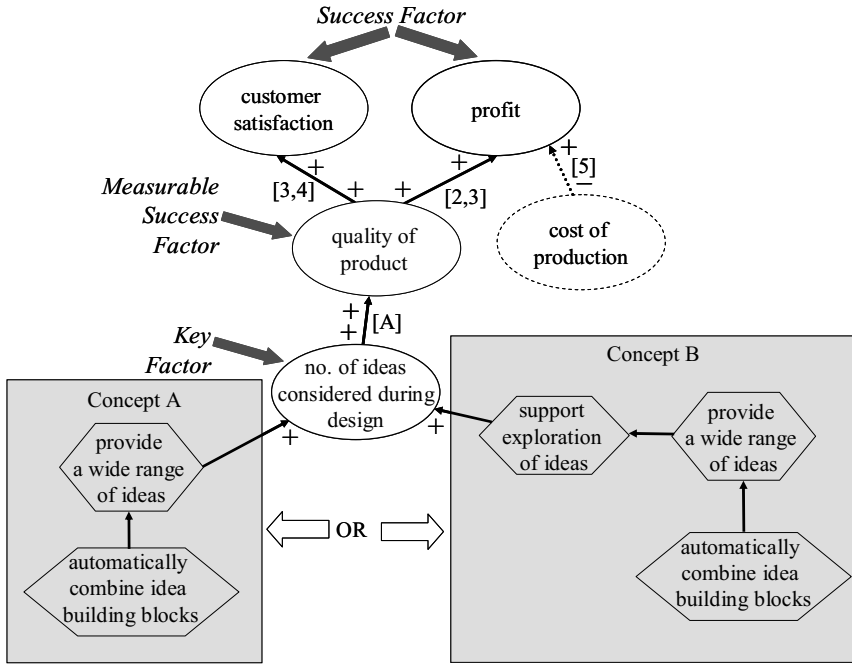 Success Factor
customer
satisfaction
profit
+
+
+
[5]
−
[3,4]
+
+
[2,3]
Measurable
Success
Factor
quality of
product
cost of
production
+
+
[A]
Key
Factor
no. of ideas
considered during
design
+
+
Concept A
provide
a wide range
of ideas
automatically
combine idea
building blocks
OR
Concept B
support
exploration
of ideas
provide
a wide range
of ideas
automatically
combine idea
building blocks